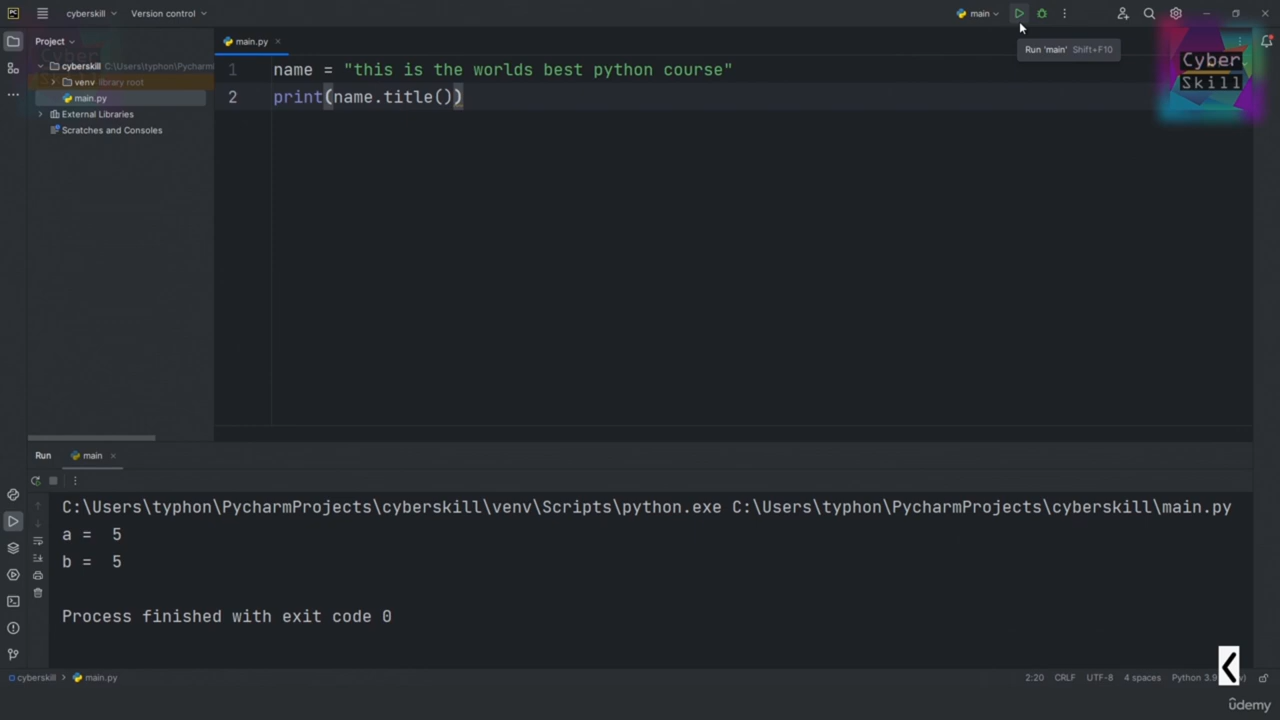 cyberskill
Version control
main
Project
main.py
Run 'main' Shift+F10
Cyber
Skill
cyberskill C:\Users\typhon\Pycharm
venv library root
main.py
External Libraries
Scratches and Consoles
1 name = "this is the worlds best python course"
2 print(name.title())
Run
main
C:\Users\typhon\PycharmProjects\cyberskill\venv\Scripts\python.exe C:\Users\typhon\PycharmProjects\cyberskill\main.py
a = 5
b = 5
Process finished with exit code 0
cyberskill > main.py
2:20 CRLF UTF-8 4 spaces Python 3.9
ûdemy